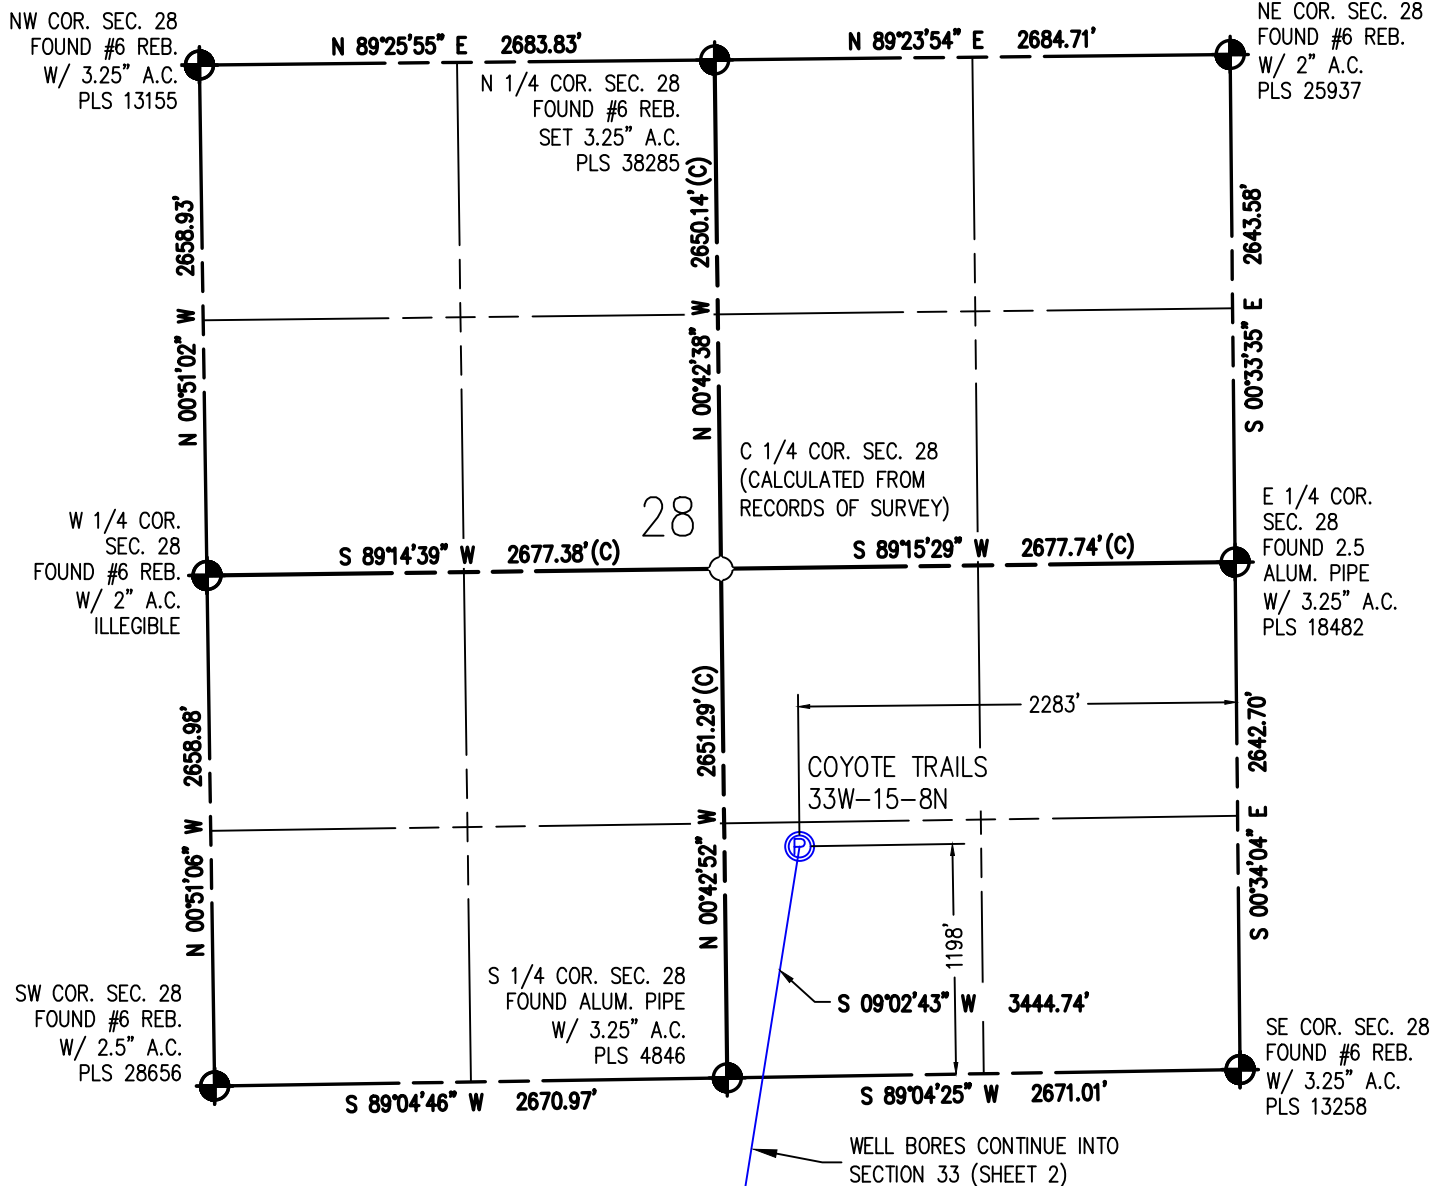 NW COR. SEC. 28
FOUND #6 REB.
W/ 3.25" A.C.
PLS 13155
N 89°25'55" E 2683.83'
N 1/4 COR. SEC. 28
FOUND #6 REB.
SET 3.25" A.C.
PLS 38285
N 89°23'54" E 2684.71'
NE COR. SEC. 28
FOUND #6 REB.
W/ 2" A.C.
PLS 25937
N 00°51'02" W 2658.93'
N 00°42'38" W 2650.14'(C)
S 00°33'35" E 2643.58'
28
C 1/4 COR. SEC. 28
(CALCULATED FROM
RECORDS OF SURVEY)
W 1/4 COR.
SEC. 28
FOUND #6 REB.
W/ 2" A.C.
ILLEGIBLE
S 89°14'39" W 2677.38'(C)
S 89°15'29" W 2677.74'(C)
E 1/4 COR.
SEC. 28
FOUND 2.5
ALUM. PIPE
W/ 3.25" A.C.
PLS 18482
N 00°51'06" W 2658.98'
N 00°42'52" W 2651.29'(C)
2283'
COYOTE TRAILS
33W-15-8N
P
1198'
S 09°02'43" W 3444.74'
S 00°34'04" E 2642.70'
SW COR. SEC. 28
FOUND #6 REB.
W/ 2.5" A.C.
PLS 28656
S 89°04'46" W 2670.97'
S 1/4 COR. SEC. 28
FOUND ALUM. PIPE
W/ 3.25" A.C.
PLS 4846
S 89°04'25" W 2671.01'
SE COR. SEC. 28
FOUND #6 REB.
W/ 3.25" A.C.
PLS 13258
WELL BORES CONTINUE INTO
SECTION 33 (SHEET 2)